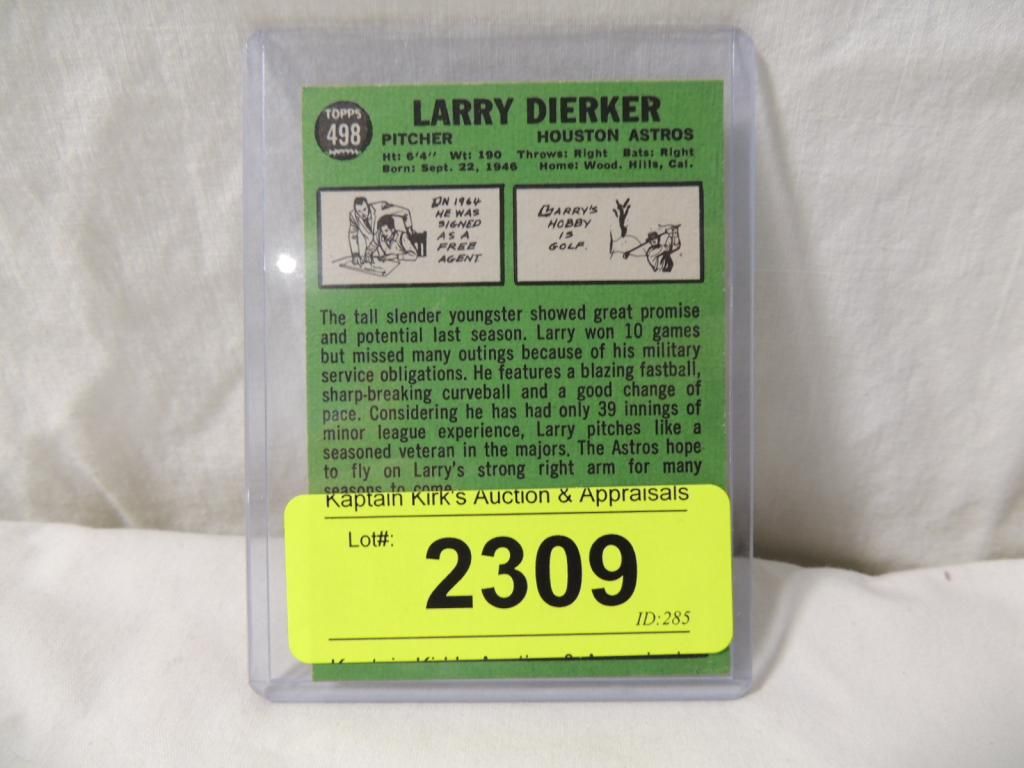 TOPPS
498
LARRY DIERKER
PITCHER HOUSTON ASTROS
Ht: 6'4" Wt: 190 Throws: Right Bats: Right
Born: Sept. 22, 1946 Home: Wood. Hills, Cal.
IN 1964
HE WAS
SIGNED
AS A
FREE
AGENT
LARRY'S
HOBBY
IS
GOLF.
The tall slender youngster showed great promise
and potential last season. Larry won 10 games
but missed many outings because of his military
service obligations. He features a blazing fastball,
sharp-breaking curveball and a good change of
pace. Considering he has had only 39 innings of
minor league experience, Larry pitches like a
seasoned veteran in the majors. The Astros hope
to fly on Larry's strong right arm for many
seasons to come.
Kaptain Kirk's Auction & Appraisals
Lot#:
2309
ID:285